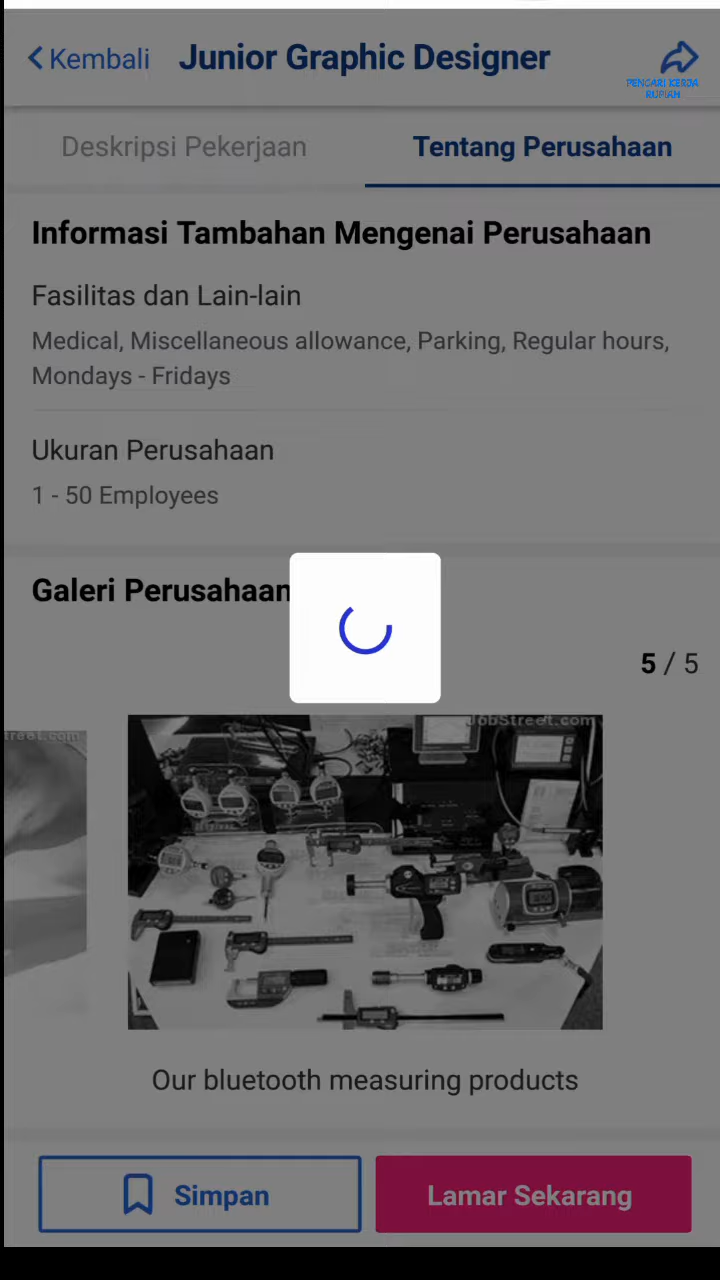 Kembali
Junior Graphic Designer
PENCARI KERJA
RUPIAH
Deskripsi Pekerjaan
Tentang Perusahaan
Informasi Tambahan Mengenai Perusahaan
Fasilitas dan Lain-lain
Medical, Miscellaneous allowance, Parking, Regular hours,
Mondays - Fridays
Ukuran Perusahaan
1 - 50 Employees
Galeri Perusahaan
5 / 5
treet.com
JobStreet.com
Our bluetooth measuring products
Simpan
Lamar Sekarang